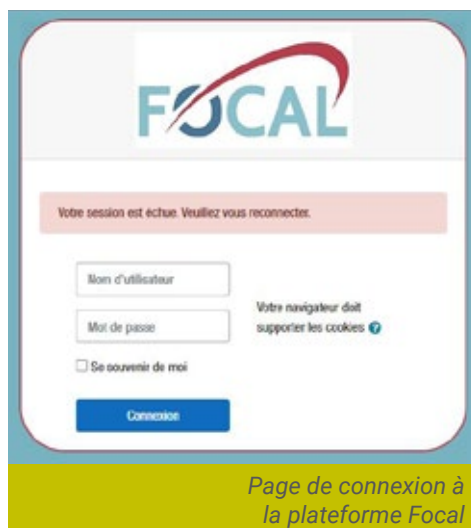 FOCAL
Votre session est échue. Veuillez vous reconnecter.
Nom d'utilisateur
Mot de passe
Votre navigateur doit
supporter les cookies ?
Se souvenir de moi
Connexion
Page de connexion à
la plateforme Focal